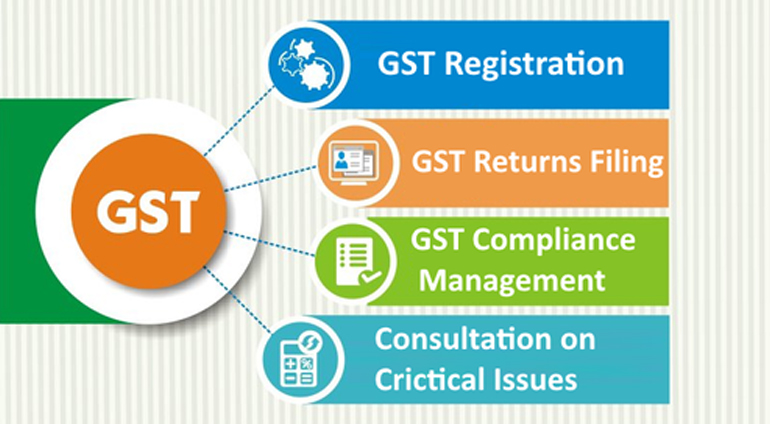 GST
GST Registration
GST Returns Filing
GST Compliance
Management
Consultation on
Crictical Issues